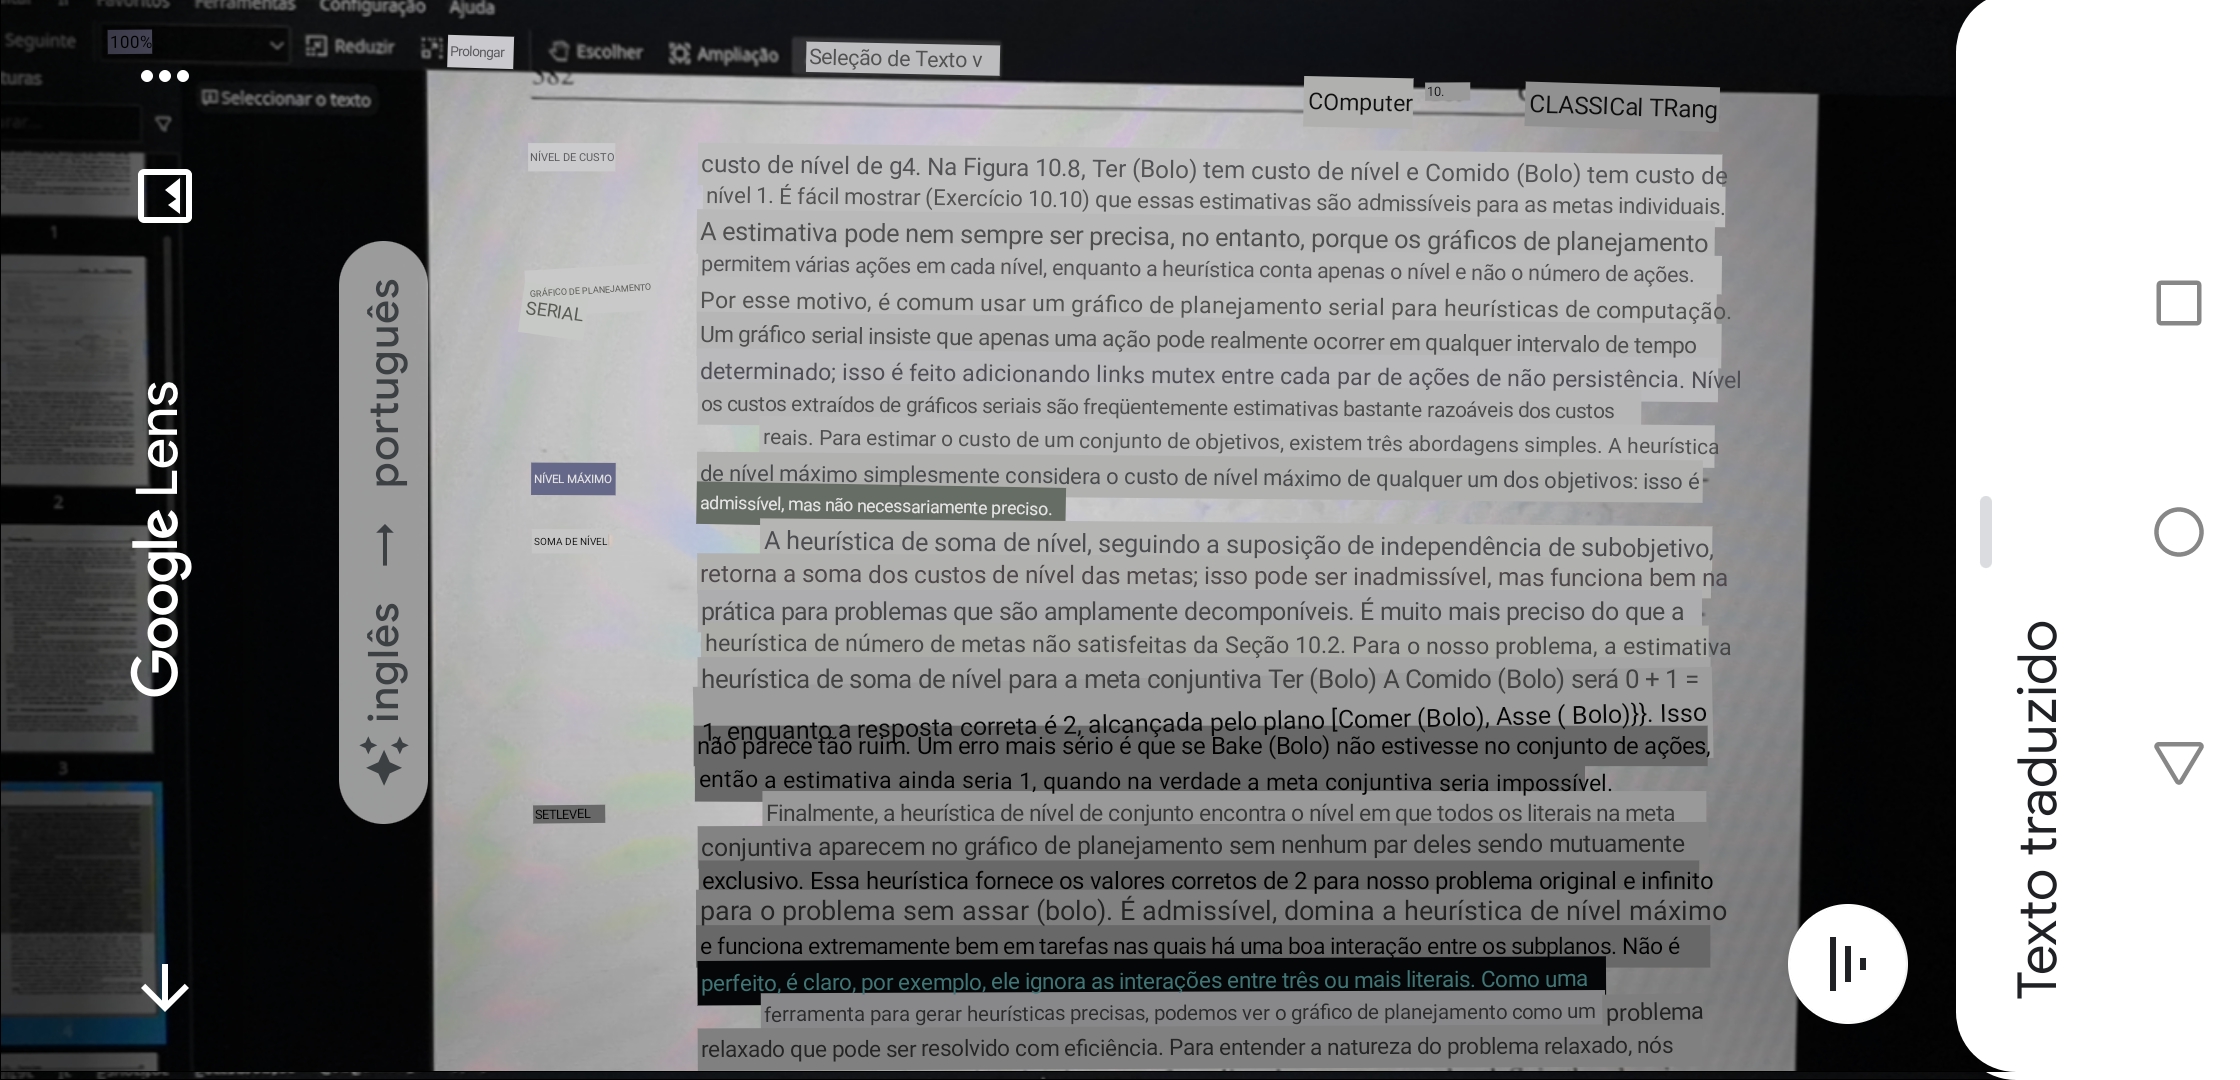 Favoritos Ferramentas Configuração Ajuda
Seguinte 100% Reduzir Prolongar Escolher Ampliação Seleção de Texto v
Seleccionar o texto
382
COmputer 10. CLASSICal TRang
NÍVEL DE CUSTO
custo de nível de g4. Na Figura 10.8, Ter (Bolo) tem custo de nível e Comido (Bolo) tem custo de
nível 1. É fácil mostrar (Exercício 10.10) que essas estimativas são admissíveis para as metas individuais.
A estimativa pode nem sempre ser precisa, no entanto, porque os gráficos de planejamento
permitem várias ações em cada nível, enquanto a heurística conta apenas o nível e não o número de ações.
GRÁFICO DE PLANEJAMENTO
SERIAL
Por esse motivo, é comum usar um gráfico de planejamento serial para heurísticas de computação.
Um gráfico serial insiste que apenas uma ação pode realmente ocorrer em qualquer intervalo de tempo
determinado; isso é feito adicionando links mutex entre cada par de ações de não persistência. Nível
os custos extraídos de gráficos seriais são freqüentemente estimativas bastante razoáveis dos custos
reais. Para estimar o custo de um conjunto de objetivos, existem três abordagens simples. A heurística
NÍVEL MÁXIMO
de nível máximo simplesmente considera o custo de nível máximo de qualquer um dos objetivos: isso é
admissível, mas não necessariamente preciso.
SOMA DE NÍVEL
A heurística de soma de nível, seguindo a suposição de independência de subobjetivo,
retorna a soma dos custos de nível das metas; isso pode ser inadmissível, mas funciona bem na
prática para problemas que são amplamente decomponíveis. É muito mais preciso do que a
heurística de número de metas não satisfeitas da Seção 10.2. Para o nosso problema, a estimativa
heurística de soma de nível para a meta conjuntiva Ter (Bolo) A Comido (Bolo) será 0 + 1 =
1, enquanto a resposta correta é 2, alcançada pelo plano [Comer (Bolo), Asse ( Bolo)}}. Isso
não parece tão ruim. Um erro mais sério é que se Bake (Bolo) não estivesse no conjunto de ações,
então a estimativa ainda seria 1, quando na verdade a meta conjuntiva seria impossível.
SETLEVEL
Finalmente, a heurística de nível de conjunto encontra o nível em que todos os literais na meta
conjuntiva aparecem no gráfico de planejamento sem nenhum par deles sendo mutuamente
exclusivo. Essa heurística fornece os valores corretos de 2 para nosso problema original e infinito
para o problema sem assar (bolo). É admissível, domina a heurística de nível máximo
e funciona extremamente bem em tarefas nas quais há uma boa interação entre os subplanos. Não é
perfeito, é claro, por exemplo, ele ignora as interações entre três ou mais literais. Como uma
ferramenta para gerar heurísticas precisas, podemos ver o gráfico de planejamento como um problema
relaxado que pode ser resolvido com eficiência. Para entender a natureza do problema relaxado, nós
1
2
3
4
Google Lens
inglês → português
Texto traduzido